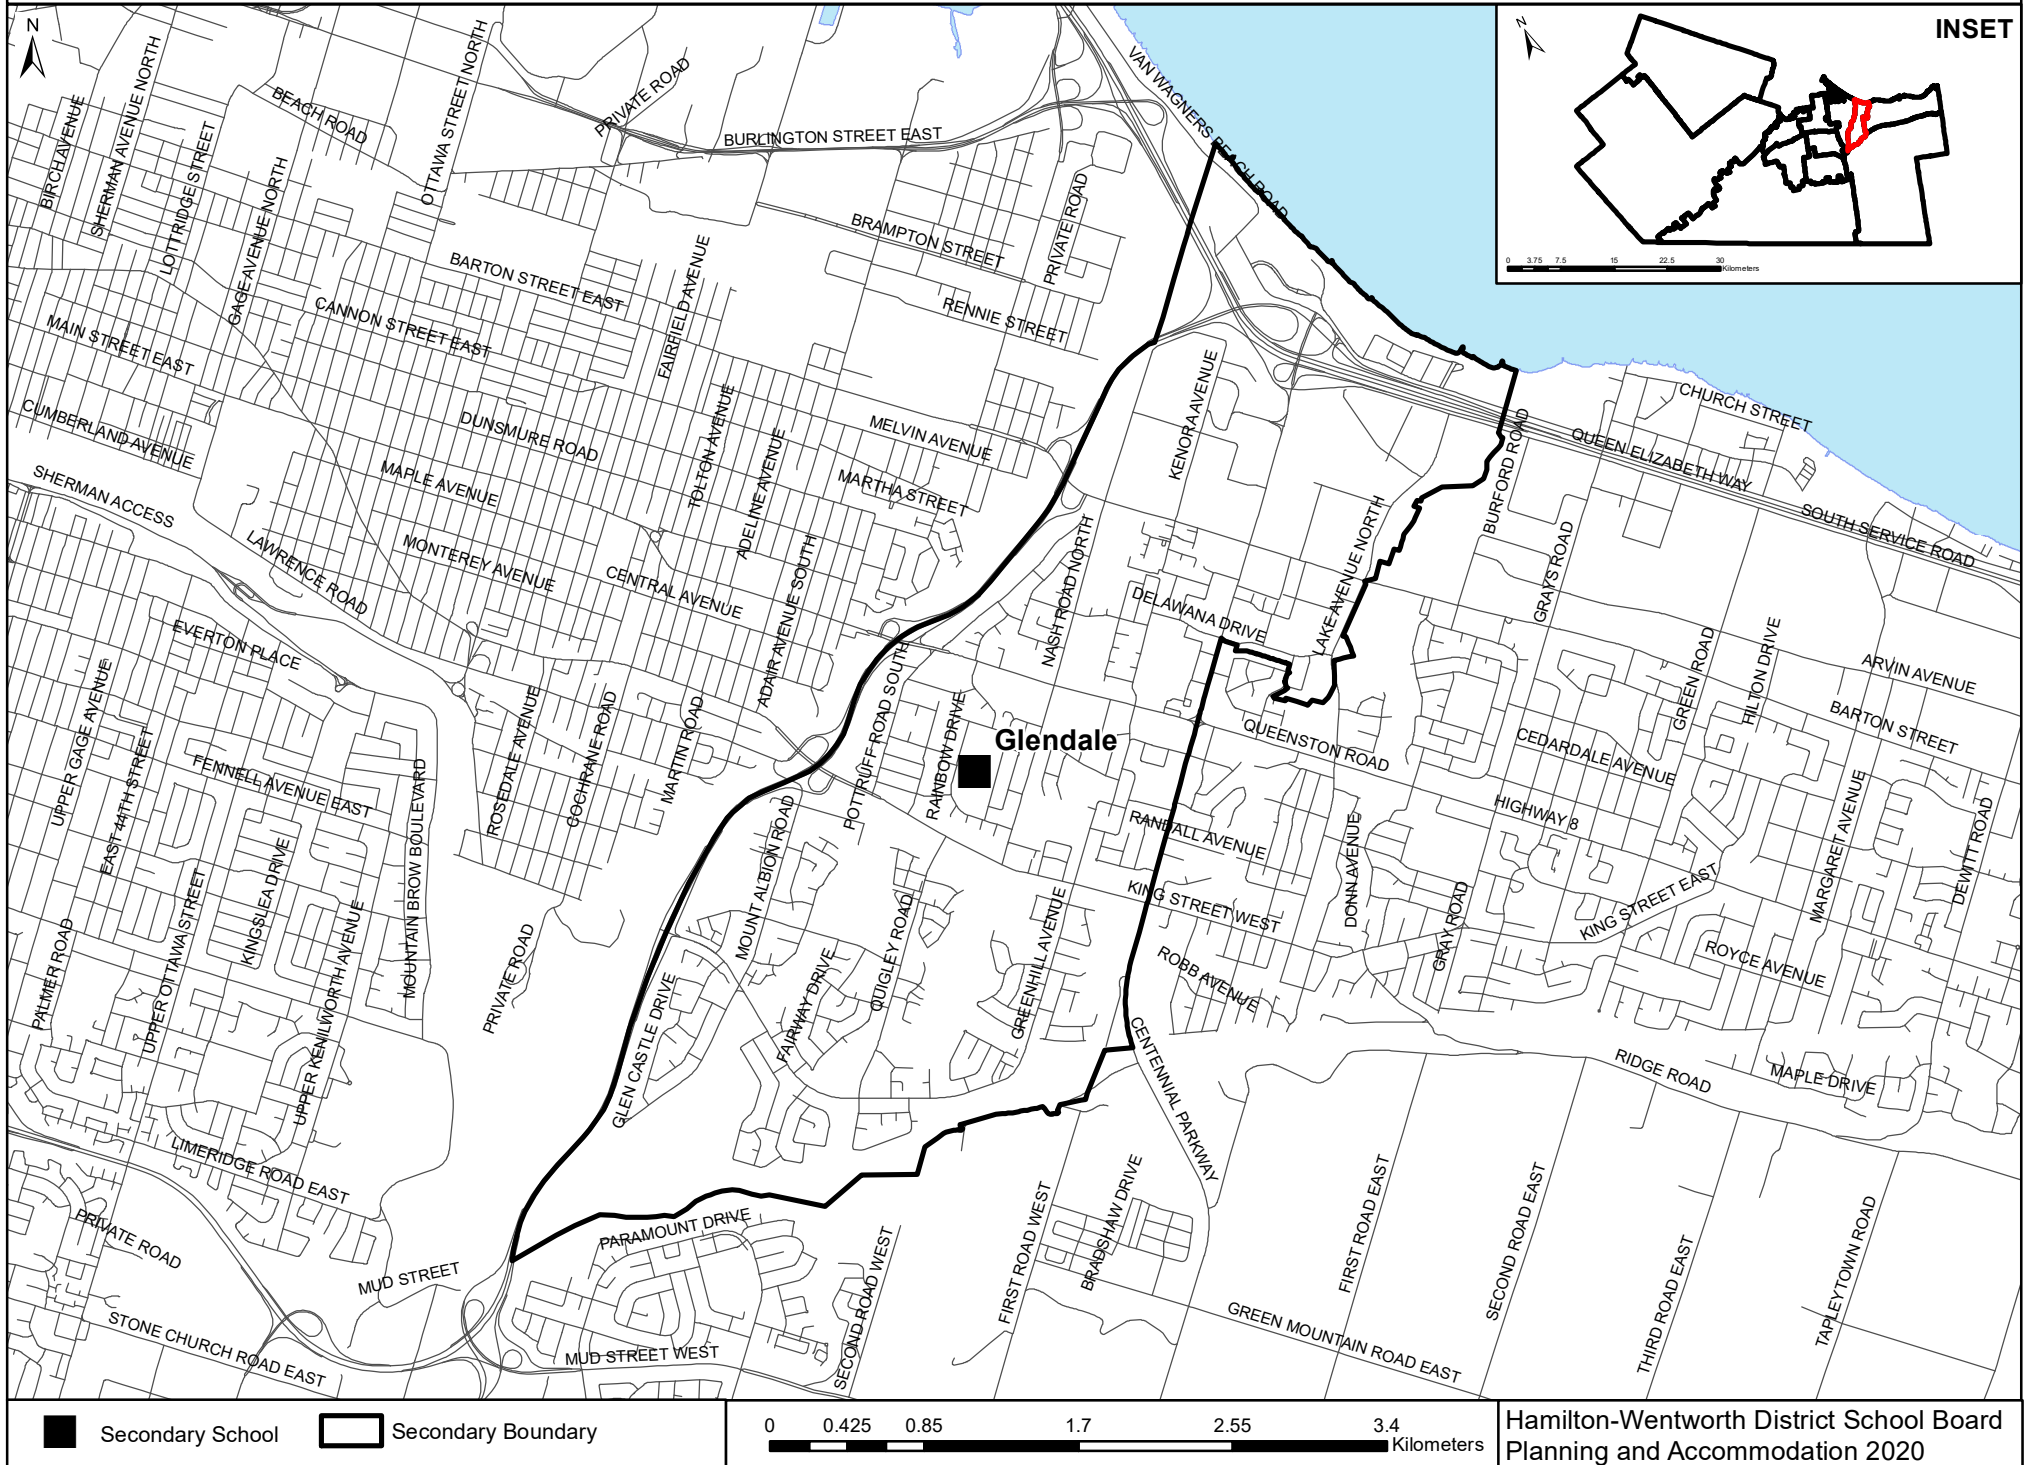 N
N
INSET
0 3.75 7.5 15 22.5 30
Kilometers
VAN WAGNERS BEACH ROAD
BEACH ROAD
OTTAWA STREET NORTH
PRIVATE ROAD
BURLINGTON STREET EAST
BIRCH AVENUE
SHERMAN AVENUE NORTH
LOTTRIDGE STREET
GAGE AVENUE NORTH
PRIVATE ROAD
BRAMPTON STREET
BARTON STREET EAST
FAIRFIELD AVENUE
RENNIE STREET
CANNON STREET EAST
MAIN STREET EAST
KENORA AVENUE
CHURCH STREET
CUMBERLAND AVENUE
DUNSMURE ROAD
TOLTON AVENUE
MELVIN AVENUE
QUEEN ELIZABETH WAY
BURFORD ROAD
SHERMAN ACCESS
MAPLE AVENUE
ADELINE AVENUE
MARTHA STREET
LAKE AVENUE NORTH
SOUTH SERVICE ROAD
LAWRENCE ROAD
MONTEREY AVENUE
CENTRAL AVENUE
ADAIR AVENUE SOUTH
NASH ROAD NORTH
DELAWANA DRIVE
GRAYS ROAD
EVERTON PLACE
POTTRUFF ROAD SOUTH
GREEN ROAD
HILTON DRIVE
ARVIN AVENUE
UPPER GAGE AVENUE
ROSEDALE AVENUE
COCHRANE ROAD
MARTIN ROAD
RAINBOW DRIVE
Glendale
QUEENSTON ROAD
CEDARDALE AVENUE
BARTON STREET
EAST 44TH STREET
FENNELL AVENUE EAST
MOUNTAIN BROW BOULEVARD
MOUNT ALBION ROAD
RANDALL AVENUE
HIGHWAY 8
MARGARET AVENUE
DEWITT ROAD
KINGSLEA DRIVE
UPPER OTTAWA STREET
DONN AVENUE
KING STREET WEST
KING STREET EAST
GRAY ROAD
PALMER ROAD
UPPER KENILWORTH AVENUE
PRIVATE ROAD
FAIRWAY DRIVE
QUIGLEY ROAD
GREENHILL AVENUE
ROBB AVENUE
ROYCE AVENUE
GLEN CASTLE DRIVE
CENTENNIAL PARKWAY
RIDGE ROAD
MAPLE DRIVE
LIMERIDGE ROAD EAST
PRIVATE ROAD
PARAMOUNT DRIVE
BRADSHAW DRIVE
FIRST ROAD WEST
FIRST ROAD EAST
SECOND ROAD EAST
THIRD ROAD EAST
TAPLEYTOWN ROAD
MUD STREET
SECOND ROAD WEST
STONE CHURCH ROAD EAST
MUD STREET WEST
GREEN MOUNTAIN ROAD EAST
Secondary School
Secondary Boundary
0 0.425 0.85 1.7 2.55 3.4
Kilometers
Hamilton-Wentworth District School Board
Planning and Accommodation 2020